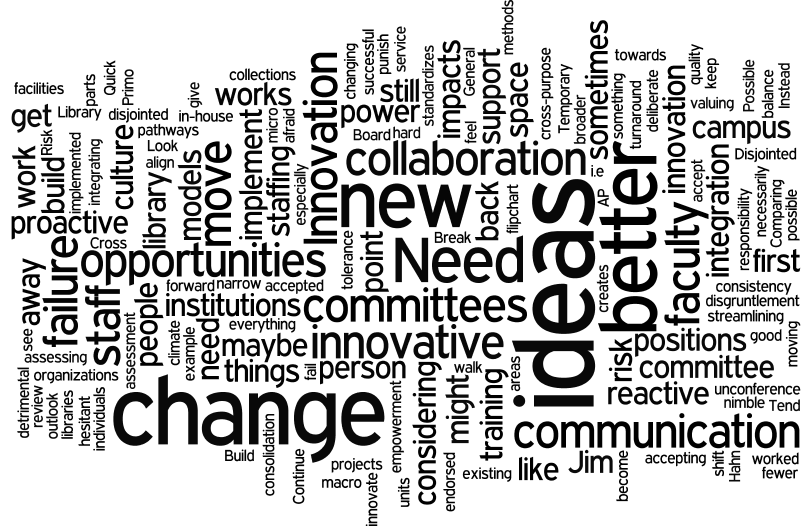 facilities
get
Library
parts
Quick
Primo
disjointed
pathways
in-house
give
collections
works
micro
afraid
Innovation
changing
successful
punish
service
still
power
standardizes
Board
hard
impacts
General
feel
support
methods
space
cross-purpose
Temporary
broader
sometimes
towards
something
turnaround
deliberate
innovation
quality
keep
valuing
Possible
balance
Instead
campus
Disjointed
work
Risk
build
implemented
integrating
culture
Look
align
library
models
move
implement
staffing
especially
collaboration
new
back
flipchart
i.e
AP
ideas
better
accept
faculty
integration
responsibility
necessarily
Comparing
possible
first
proactive
Cross
failure
opportunities
tolerance
point
Break
Need
creates
consistency
disgruntlement
streamlining
away
see
staff
people
forward
narrow
accepted
institutions
committees
everything
climate
example
need
maybe
innovative
risk
positions
good
moving
assessing
assessment
things
fail
person
walk
areas
committee
detrimental
review
outlook
organizations
libraries
hesitant
individuals
change
empowerment
considering
might
training
reactive
unconference
nimble
Tend
communication
Build
consolidation
Continue
projects
macro
innovate
units
endorsed
existing
like
Jim
become
accepting
shift
Hahn
worked
fewer